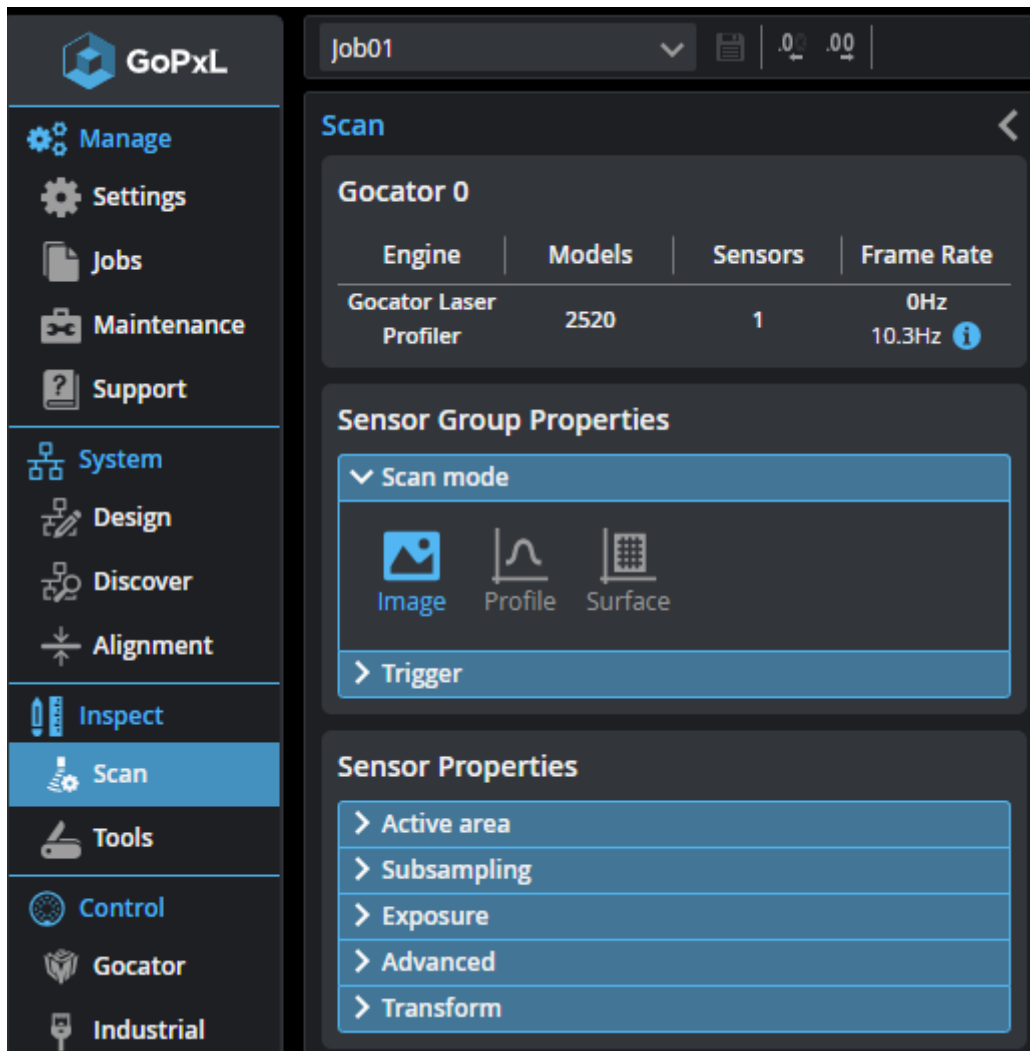 GoPxL
Manage
Settings
Jobs
Maintenance
Support
System
Design
Discover
Alignment
Inspect
Scan
Tools
Control
Gocator
Industrial
Job01
.00
.00
Scan
Gocator 0
Engine Models Sensors Frame Rate
Gocator Laser Profiler 2520 1 0Hz
10.3Hz
Sensor Group Properties
Scan mode
Image Profile Surface
Trigger
Sensor Properties
Active area
Subsampling
Exposure
Advanced
Transform